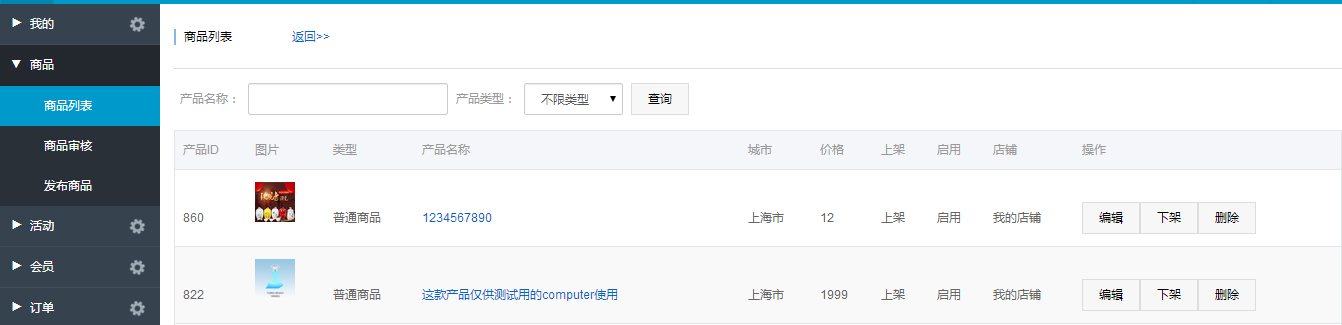 我的
商品
商品列表
商品审核
发布商品
活动
会员
订单
商品列表 返回>>
产品名称： 产品类型： 不限类型 查询
产品ID 图片 类型 产品名称 城市 价格 上架 启用 店铺 操作
860 普通商品 1234567890 上海市 12 上架 启用 我的店铺 编辑 下架 删除
822 普通商品 这款产品仅供测试用的computer使用 上海市 1999 上架 启用 我的店铺 编辑 下架 删除